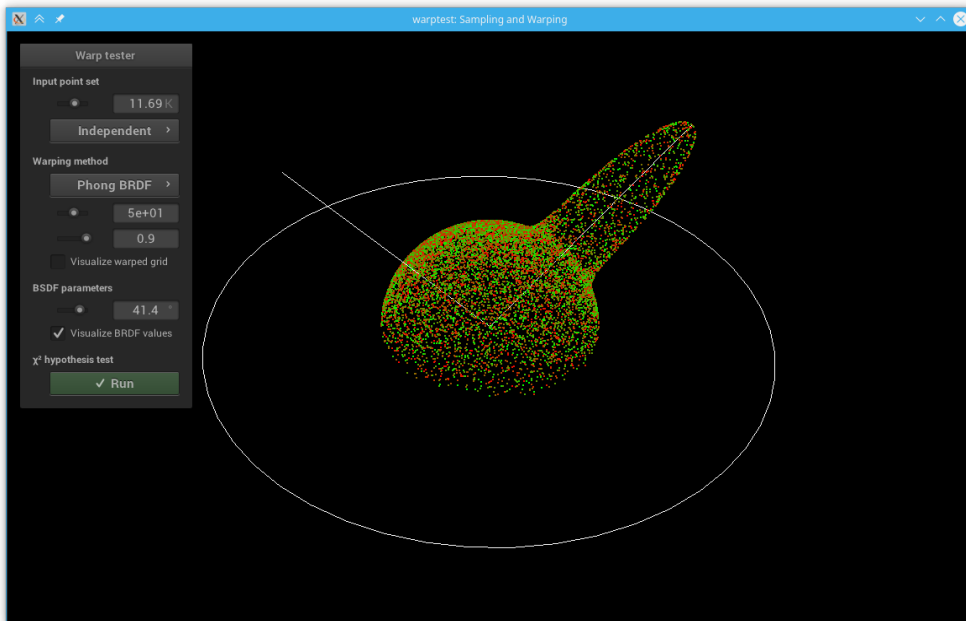 warptest: Sampling and Warping
Warp tester
Input point set
11.69 K
Independent
Warping method
Phong BRDF
5e+01
0.9
Visualize warped grid
BSDF parameters
41.4 °
Visualize BRDF values
χ² hypothesis test
Run